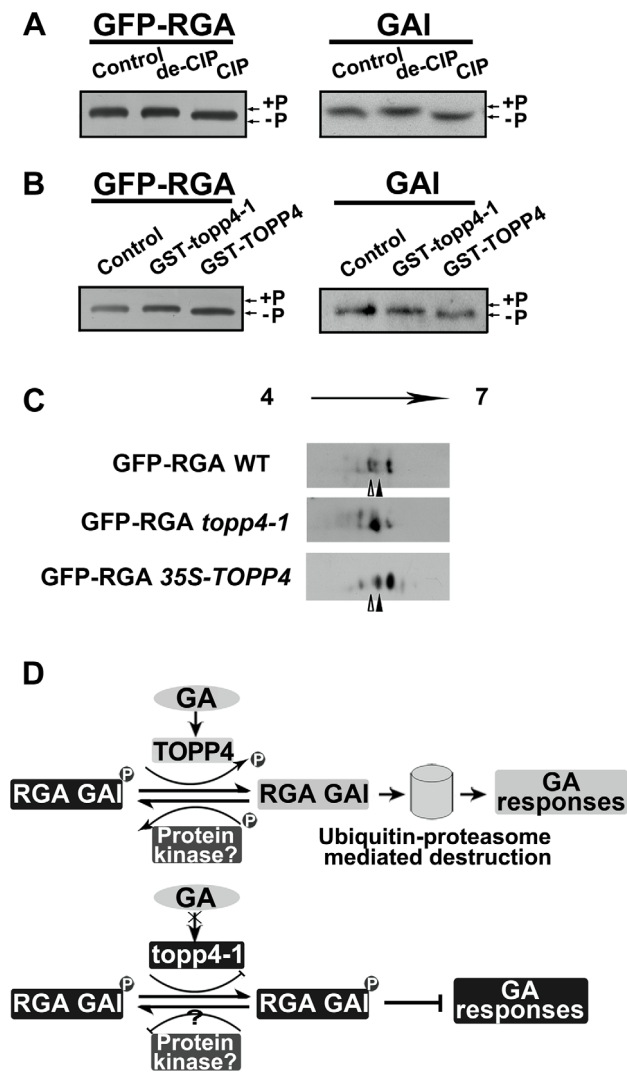 A
GFP-RGA
GAI
Control
de-CIP
CIP
Control
de-CIP
CIP
+P
-P
+P
-P
B
GFP-RGA
GAI
Control
GST-topp4-1
GST-TOPP4
Control
GST-topp4-1
GST-TOPP4
+P
-P
+P
-P
C
4
7
GFP-RGA WT
GFP-RGA topp4-1
GFP-RGA 35S-TOPP4
D
GA
TOPP4
P
P
RGA GAI
RGA GAI
GA
responses
P
Protein
kinase?
Ubiquitin-proteasome
mediated destruction
GA
topp4-1
P
P
RGA GAI
RGA GAI
GA
responses
?
Protein
kinase?